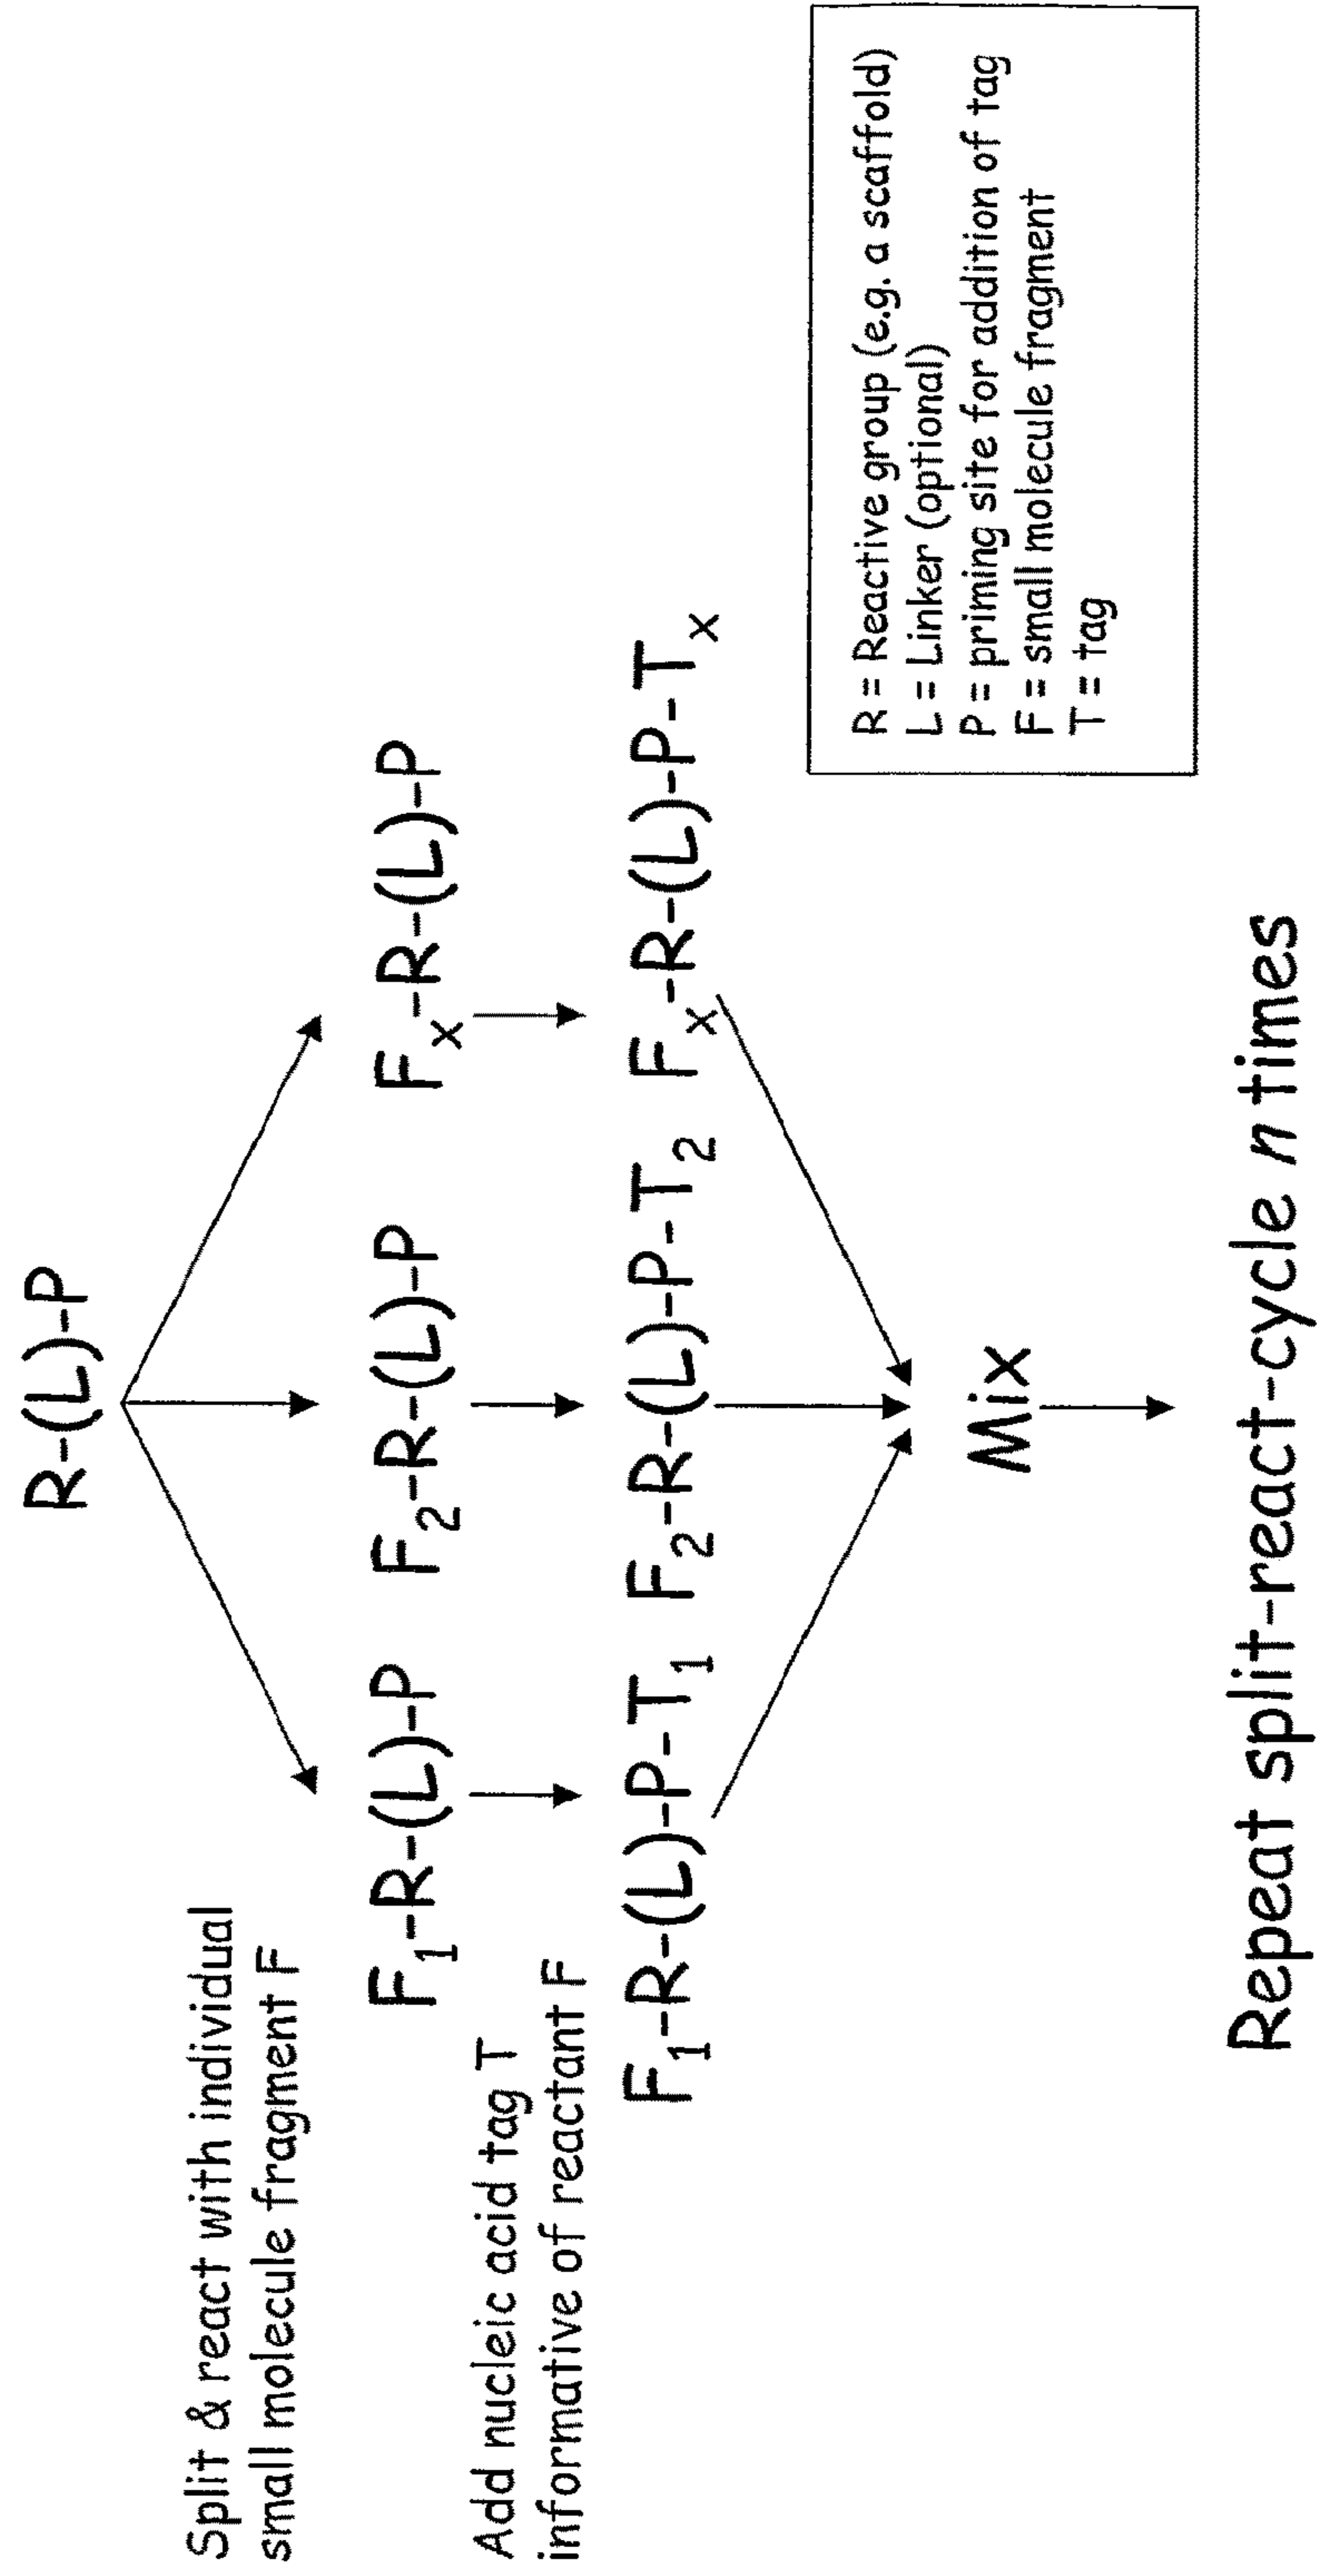 R-(L)-P
Split & react with individual
small molecule fragment F
F₁-R-(L)-P F₂-R-(L)-P Fₓ-R-(L)-P
Add nucleic acid tag T
informative of reactant F
F₁-R-(L)-P-T₁ F₂-R-(L)-P-T₂ Fₓ-R-(L)-P-Tₓ
Mix
Repeat split-react-cycle n times
R = Reactive group (e.g. a scaffold)
L = Linker (optional)
P = priming site for addition of tag
F = small molecule fragment
T = tag